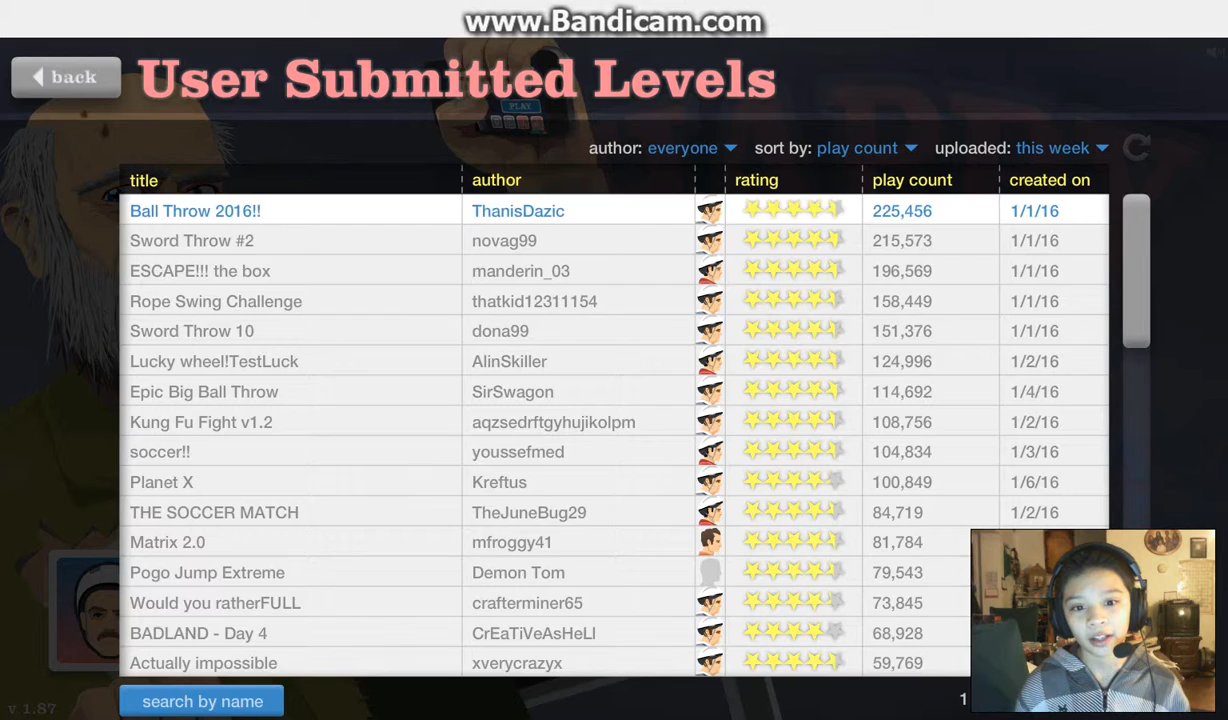 www.Bandicam.com
back
User Submitted Levels
PLAY
author: everyone sort by: play count uploaded: this week
title author rating play count created on
Ball Throw 2016!! ThanisDazic 225,456 1/1/16
Sword Throw #2 novag99 215,573 1/1/16
ESCAPE!!! the box manderin_03 196,569 1/1/16
Rope Swing Challenge thatkid12311154 158,449 1/1/16
Sword Throw 10 dona99 151,376 1/1/16
Lucky wheel!TestLuck AlinSkiller 124,996 1/2/16
Epic Big Ball Throw SirSwagon 114,692 1/4/16
Kung Fu Fight v1.2 aqzsedrftgyhujikolpm 108,756 1/2/16
soccer!! youssefmed 104,834 1/3/16
Planet X Kreftus 100,849 1/6/16
THE SOCCER MATCH TheJuneBug29 84,719 1/2/16
Matrix 2.0 mfroggy41 81,784
Pogo Jump Extreme Demon Tom 79,543
Would you ratherFULL crafterminer65 73,845
BADLAND - Day 4 CrEaTiVeAsHeLl 68,928
Actually impossible xverycrazyx 59,769
search by name 1
v 1.87